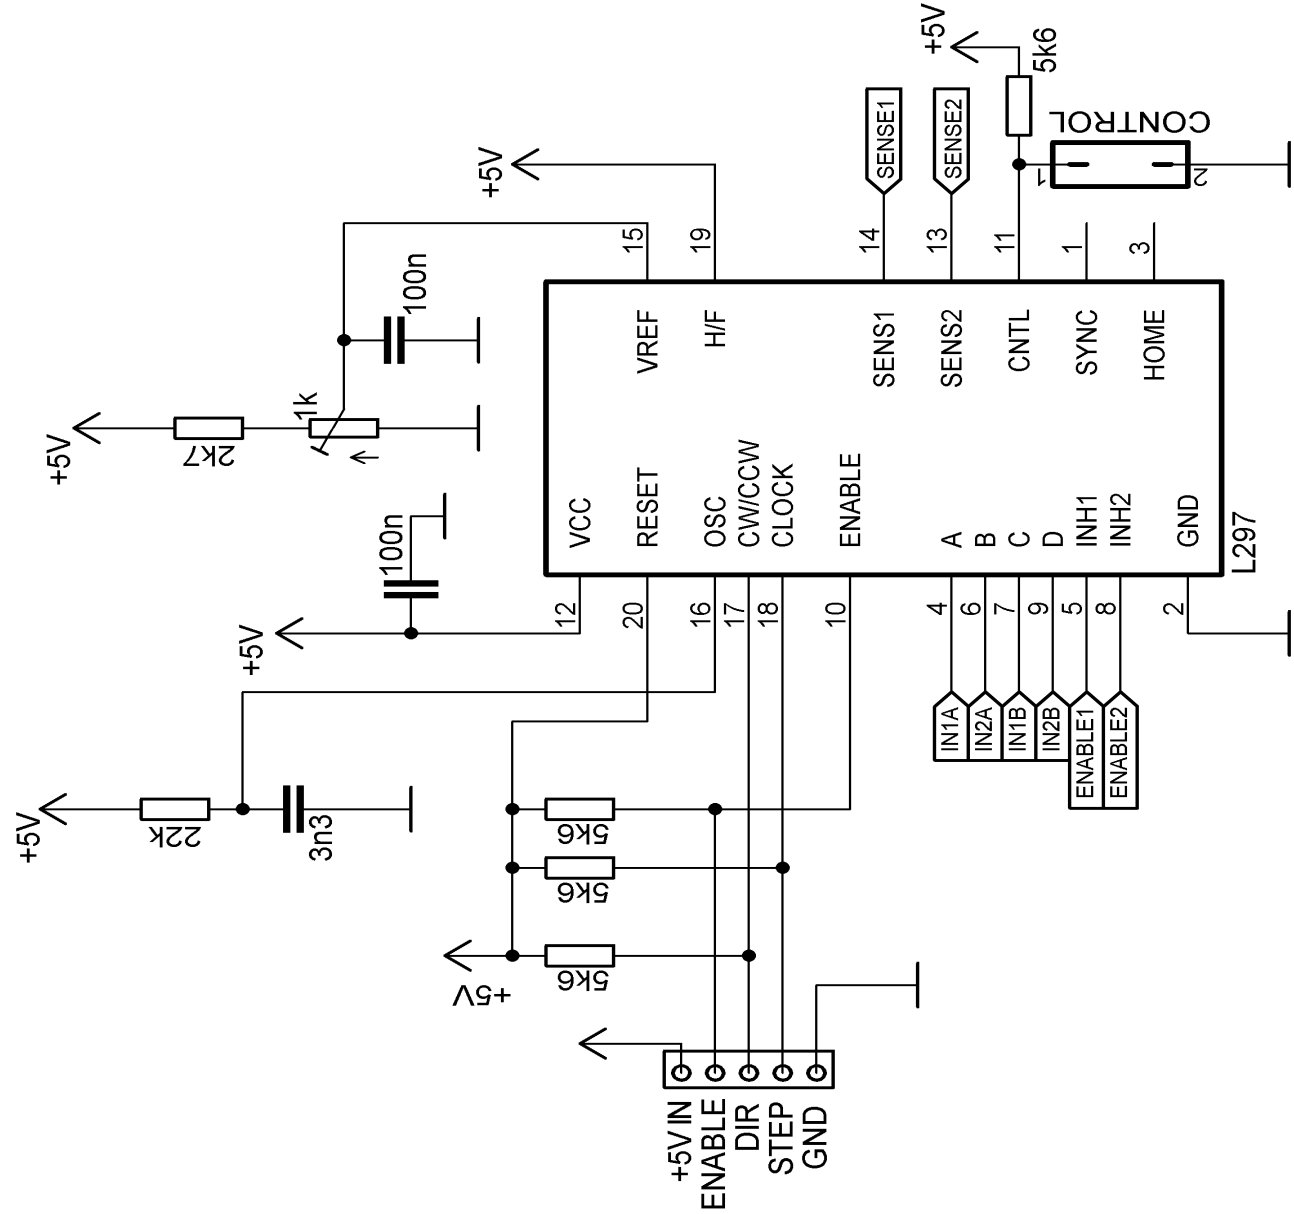 +5V
22k
3n3
+5V
2k7
1k
+5V
100n
100n
+5V
+5V
5k6
5k6
5k6
+5V IN
ENABLE
DIR
STEP
GND
12
20
16
17
18
10
4
6
7
9
5
8
2
VCC
RESET
OSC
CW/CCW
CLOCK
ENABLE
A
B
C
D
INH1
INH2
GND
VREF
H/F
SENS1
SENS2
CNTL
SYNC
HOME
15
19
14
13
11
1
3
IN1A
IN2A
IN1B
IN2B
ENABLE1
ENABLE2
SENSE1
SENSE2
+5V
5k6
CONTROL
1
2
L297